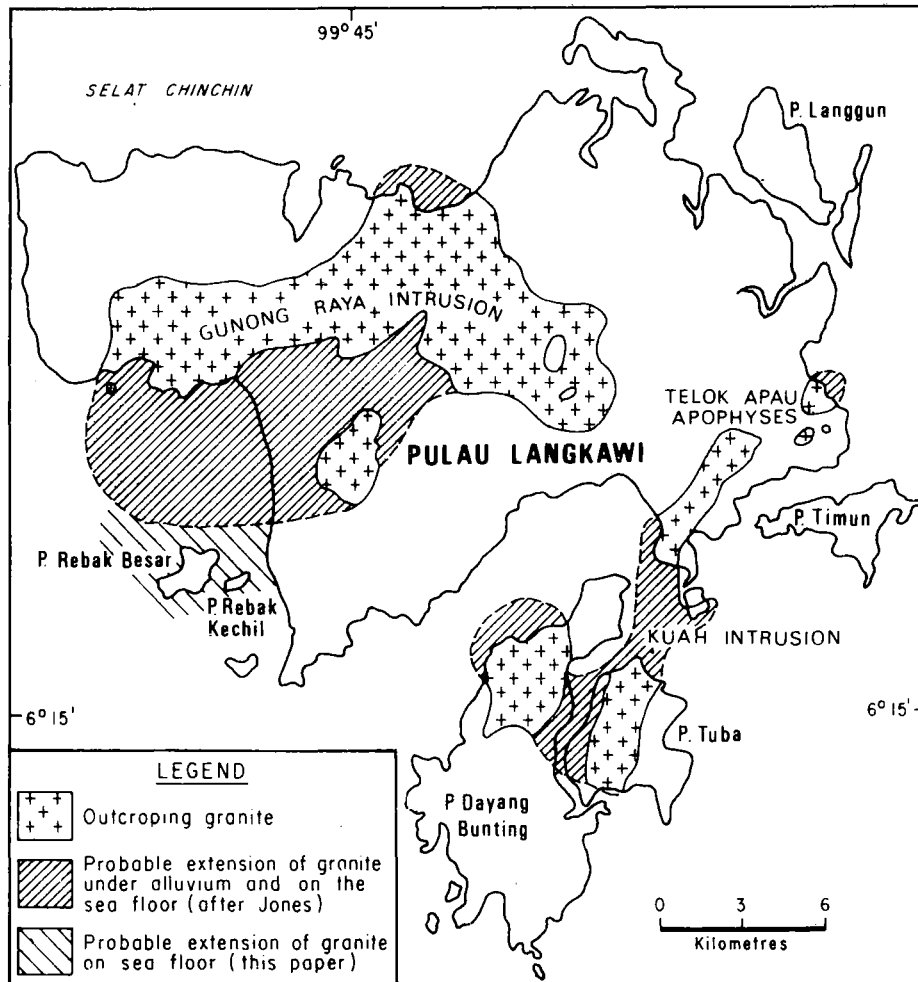 99° 45'
SELAT CHINCHIN
P. Langgun
GUNONG RAYA INTRUSION
TELOK APAU
APOPHYSES
PULAU LANGKAWI
P. Timun
P. Rebak Besar
P. Rebak
Kechil
KUAH INTRUSION
6° 15'
6° 15'
P. Tuba
P Dayang
Bunting
LEGEND
Outcroping granite
Probable extension of granite
under alluvium and on the
sea floor (after Jones)
Probable extension of granite
on sea floor (this paper)
0 3 6
Kilometres